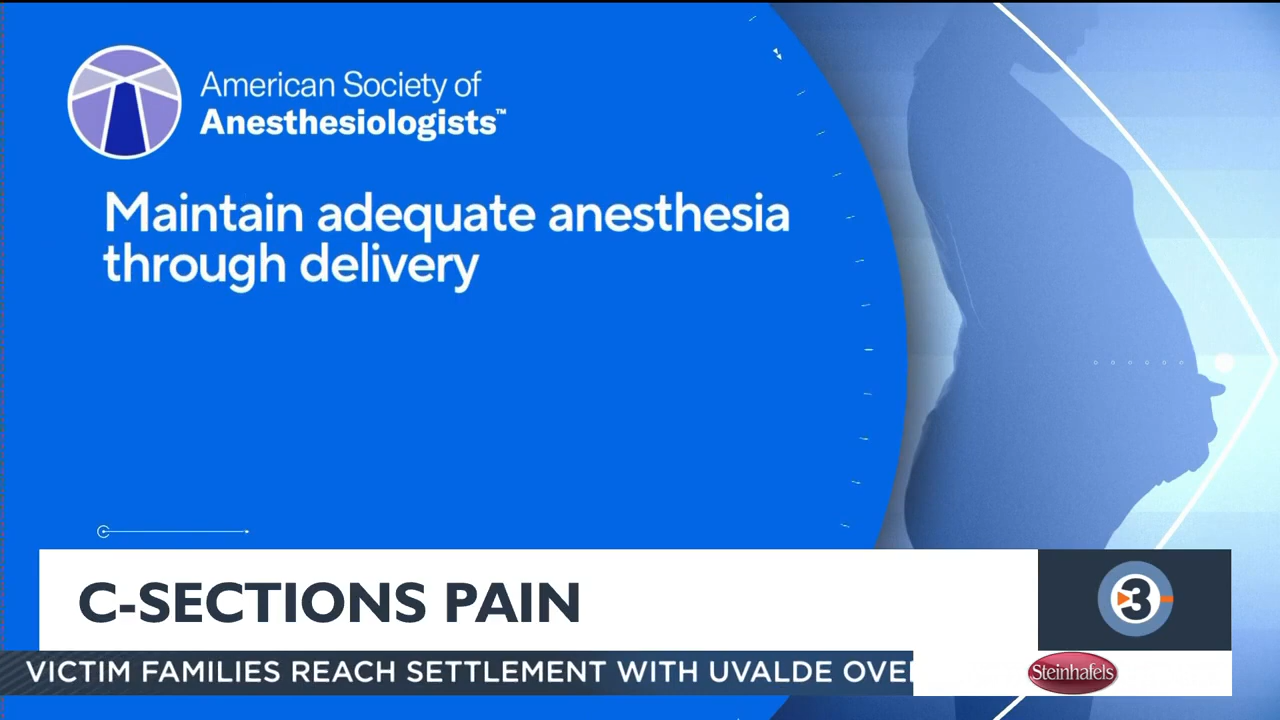 American Society of
Anesthesiologists™
Maintain adequate anesthesia
through delivery
C-SECTIONS PAIN
3
VICTIM FAMILIES REACH SETTLEMENT WITH UVALDE
Steinhafels